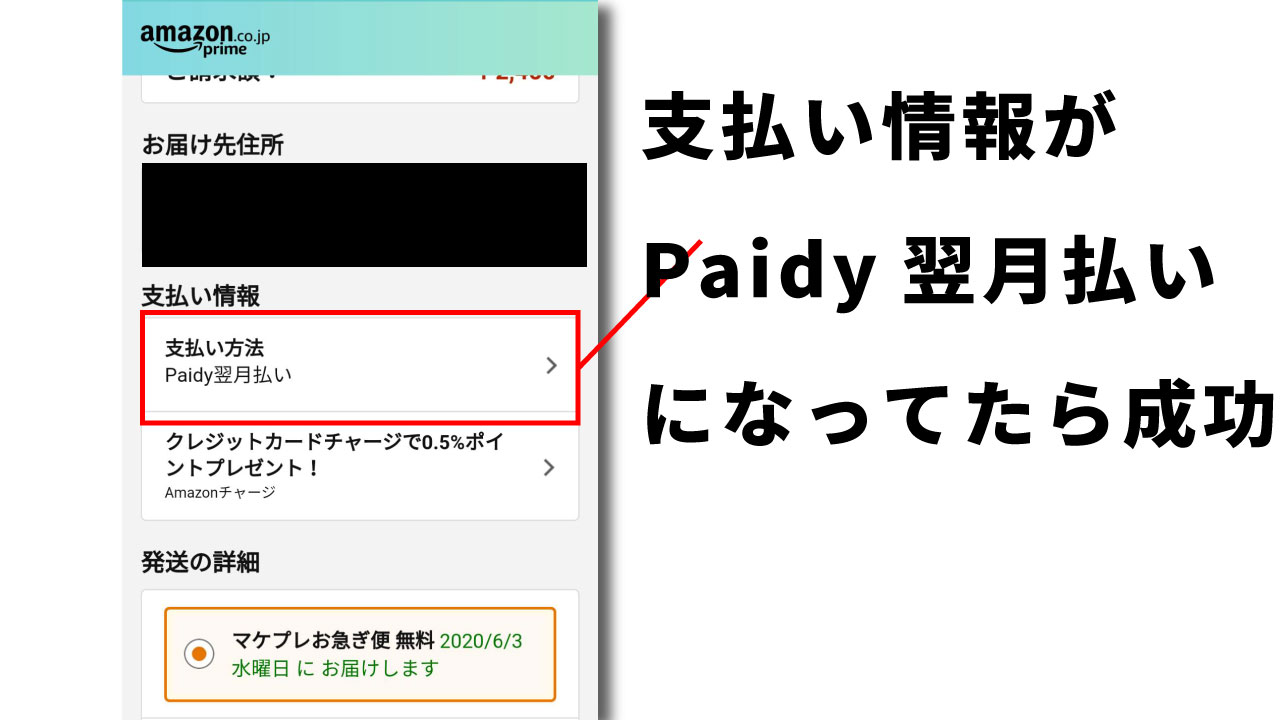 amazon.co.jp
prime
ご請求額：
お届け先住所
支払い情報
支払い方法
Paidy翌月払い
クレジットカードチャージで0.5%ポイ
ントプレゼント！
Amazonチャージ
発送の詳細
マケプレお急ぎ便 無料 2020/6/3
水曜日 に お届けします
支払い情報が
Paidy 翌月払い
になってたら成功